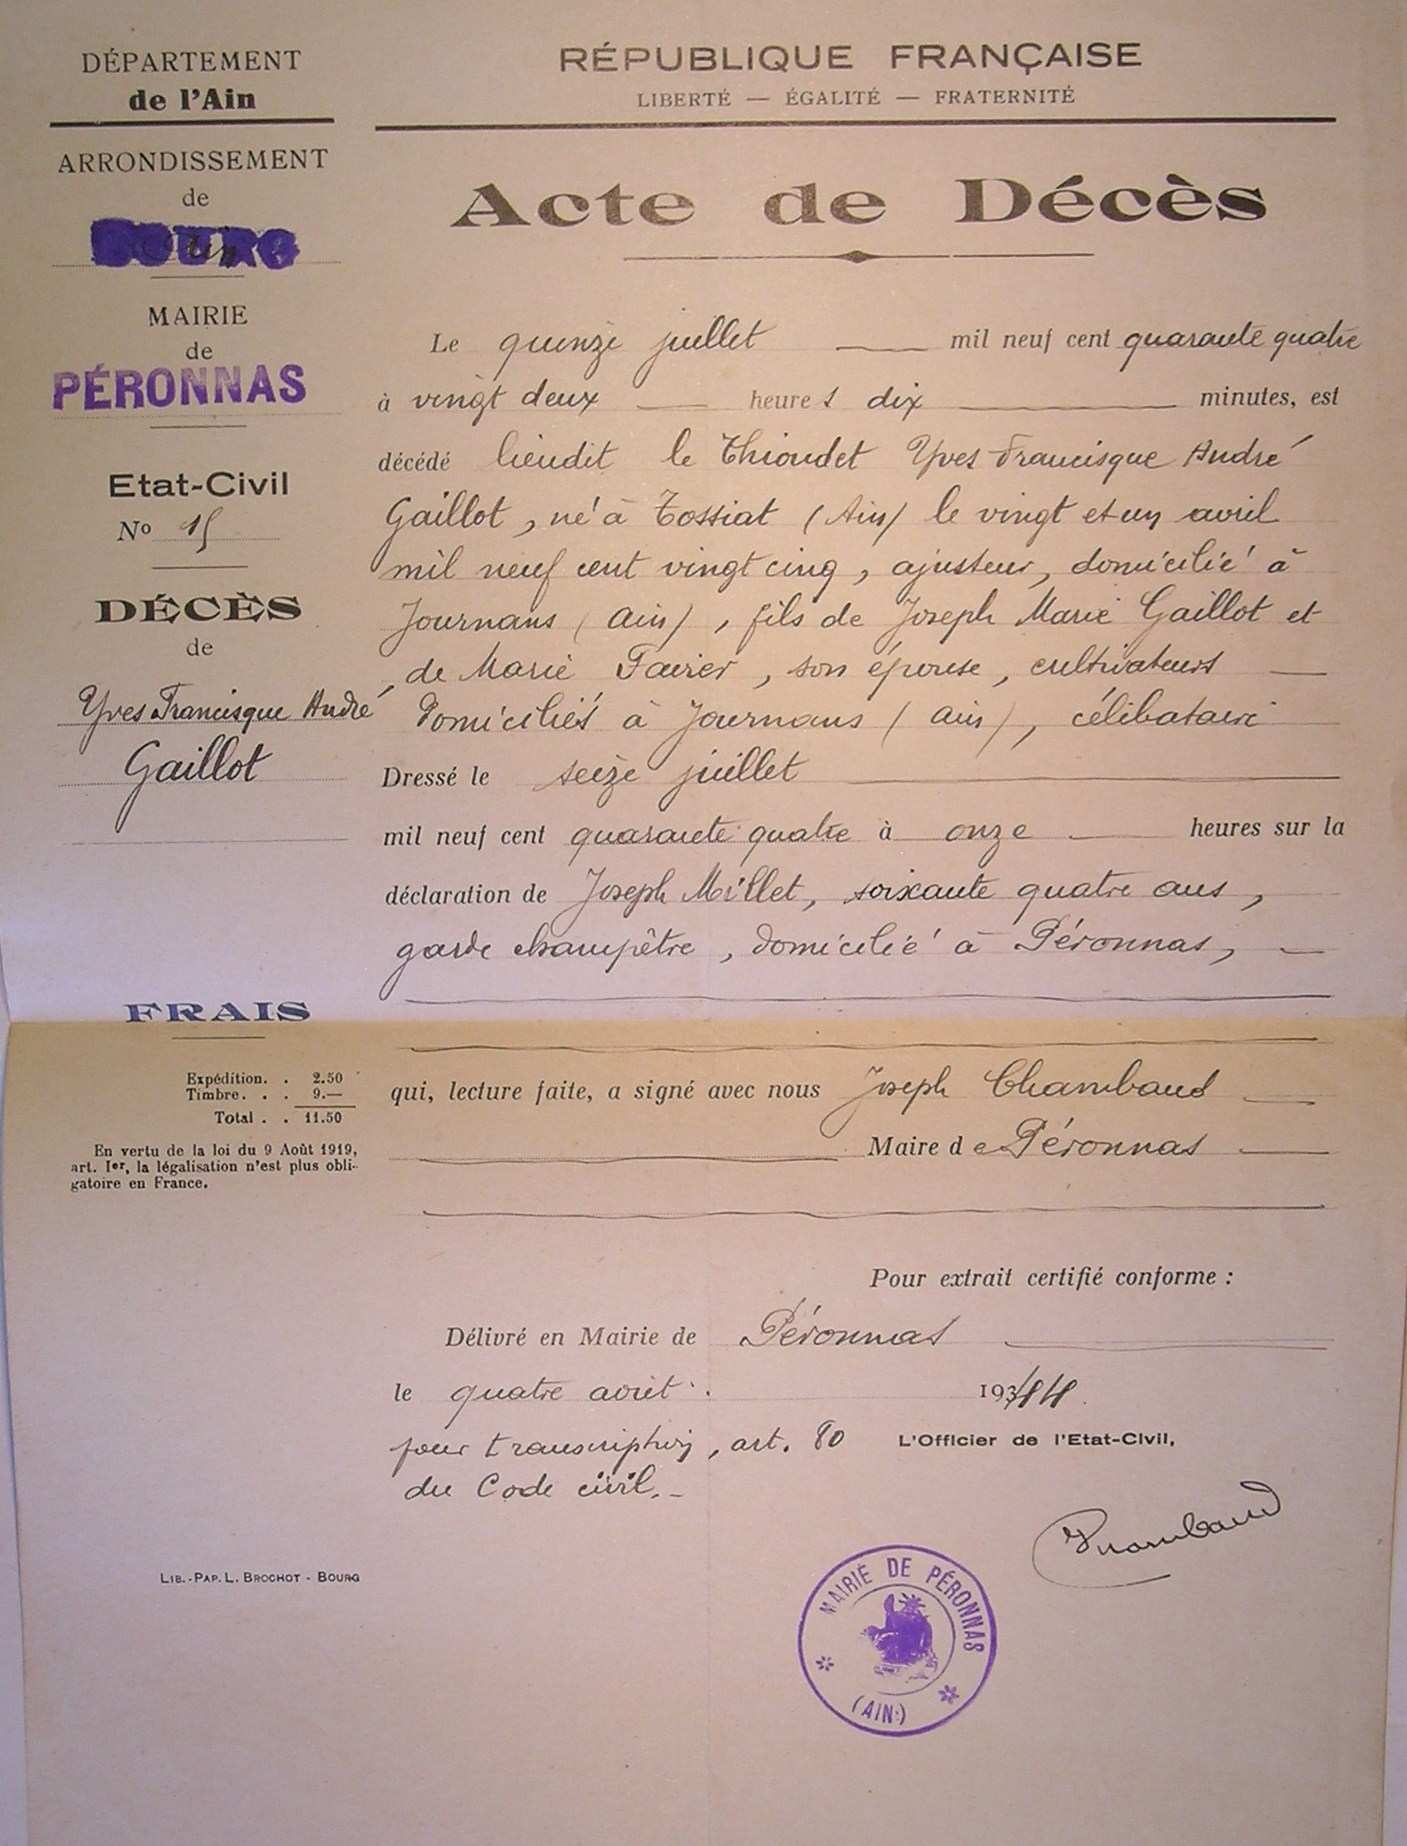 DÉPARTEMENT
de l'Ain
ARRONDISSEMENT
de
BOURG
MAIRIE
de
PÉRONNAS
Etat-Civil
No 15
DÉCÈS
de
Yves Francisque André
Gaillot
FRAIS
Expédition. . 2.50
Timbre. . . 9.—
Total . . 11.50
En vertu de la loi du 9 Août 1919,
art. Ier, la légalisation n'est plus obli-
gatoire en France.
LIB.-PAP. L. BROCHOT - BOURG
RÉPUBLIQUE FRANÇAISE
LIBERTÉ — ÉGALITÉ — FRATERNITÉ
Acte de Décès
Le quinze juillet mil neuf cent quarante quatre
à vingt deux heures dix minutes, est
décédé lieudit le Thioudet Yves Francisque André
Gaillot, né à Tossiat (Ain) le vingt et un avril
mil neuf cent vingt cinq, ajusteur, domicilié à
Journans (Ain), fils de Joseph Marie Gaillot et
de Marie Favier, son épouse, cultivateurs
domiciliés à Journans (Ain), célibataire
Dressé le seize juillet
mil neuf cent quarante quatre à onze heures sur la
déclaration de Joseph Millet, soixante quatre ans,
garde champêtre, domicilié à Péronnas,
qui, lecture faite, a signé avec nous Joseph Chambaud
Maire de Péronnas
Pour extrait certifié conforme :
Délivré en Mairie de Péronnas
le quatre août 1944.
pour transcription, art. 80
du Code civil.
L'Officier de l'Etat-Civil,
Chambaud
MAIRIE DE PÉRONNAS
(AIN)